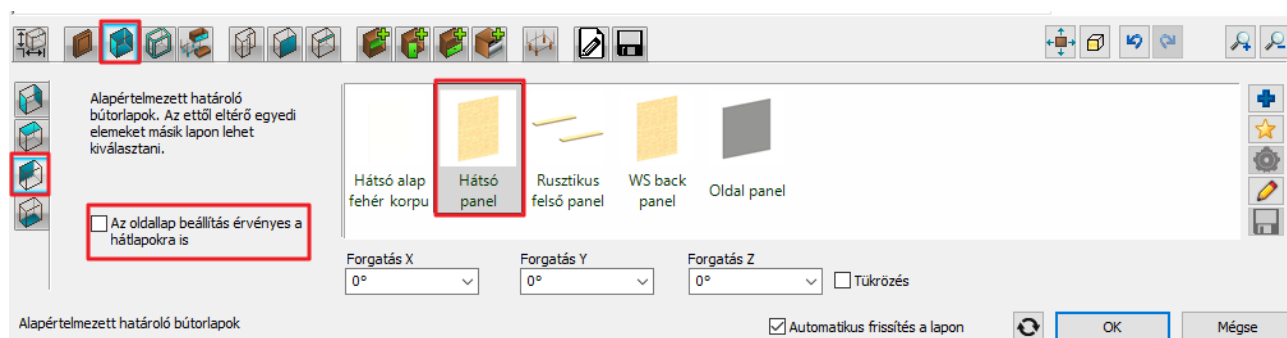 Alapértelmezett határoló
bútorlapok. Az ettől eltérő egyedi
elemeket másik lapon lehet
kiválasztani.
Az oldallap beállítás érvényes a
hátlapokra is
Hátsó alap
fehér korpu
Hátsó
panel
Rusztikus
felső panel
WS back
panel
Oldal panel
Forgatás X
0°
Forgatás Y
0°
Forgatás Z
0°
Tükrözés
Alapértelmezett határoló bútorlapok
Automatikus frissítés a lapon
OK
Mégse